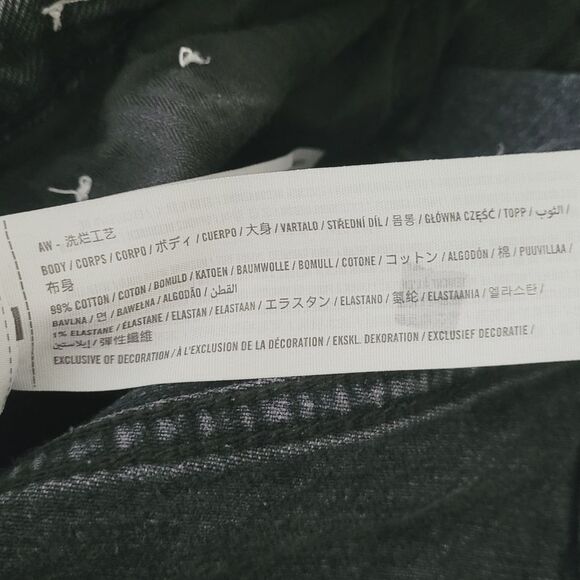 AW - 洗烂工艺
BODY / CORPS / CORPO / ボディ / CUERPO / 大身 / VARTALO / STŘEDNÍ DÍL / 몸통 / GŁÓWNA CZĘŚĆ / TOPP / الثوب /
布身
99% COTTON / COTON / BOMULD / KATOEN / BAUMWOLLE / BOMULL / COTONE / コットン / ALGODÓN / 棉 / PUUVILLAA /
BAVLNA / 면 / BAWEŁNA / ALGODÃO / القطن /
1% ELASTANE / ÉLASTANE / ELASTAN / ELASTAAN / エラスタン / ELASTANO / 氨纶 / ELASTAANIA / 엘라스탄 /
إيلاستين / 弹性纖维
EXCLUSIVE OF DECORATION / À L'EXCLUSION DE LA DÉCORATION / EKSKL. DEKORATION / EXCLUSIEF DECORATIE /